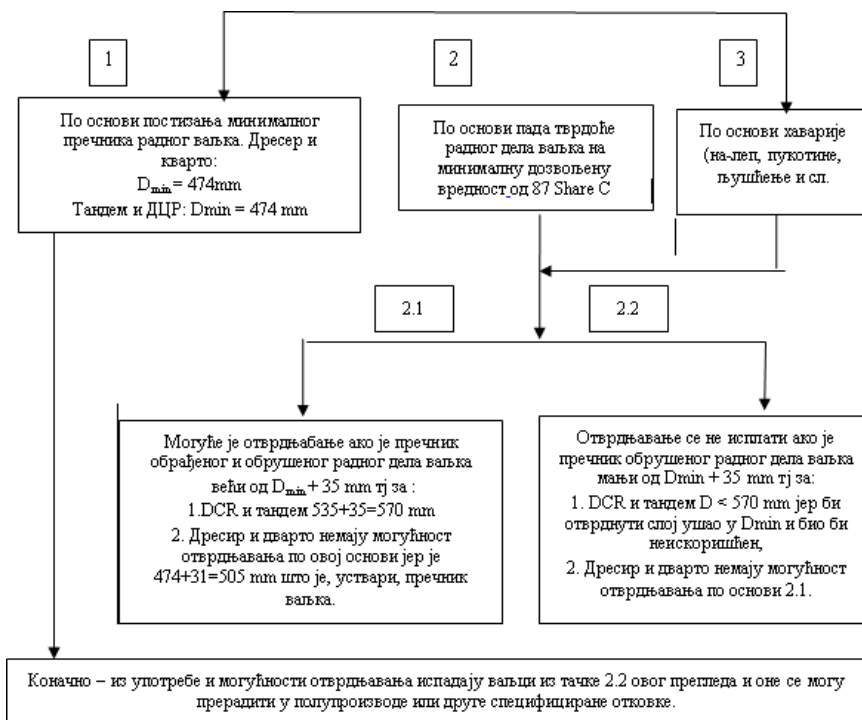 1
2
3
По основи постизања минималног
пречника радног ваљка. Дресер и
кварто:
Dmin = 474mm
Тандем и ДЦР: Dmin = 474 mm
По основи пада тврдоће
радног дела ваљка на
минималну дозвољену
вредност од 87 Share C
По основи хаварије
(на-леп, пукотине,
љушћење и сл.
2.1
2.2
Могуће је отврдњабање ако је пречник
обрађеног и обрушеног радног дела ваљка
већи од Dmin + 35 mm тј за :
1.DCR и тандем 535+35=570 mm
2. Дресир и дварто немају могућност
отврдњавања по овој основи јер је
474+31=505 mm што је, уствари, пречник
ваљка.
Отврдњавање се не исплати ако је
пречник обрушеног радног дела ваљка
мањи од Dmin + 35 mm тј за:
1. DCR и тандем D < 570 mm јер би
отврднути слој ушао у Dmin и био би
неискоришћен,
2. Дресир и дварто немају могућност
отврдњавања по основи 2.1.
Коначно – из употребе и могућности отврдњавања испадају ваљци из тачке 2.2 овог прегледа и оне се могу
прерадити у полупроизводе или друге специфициране отковке.